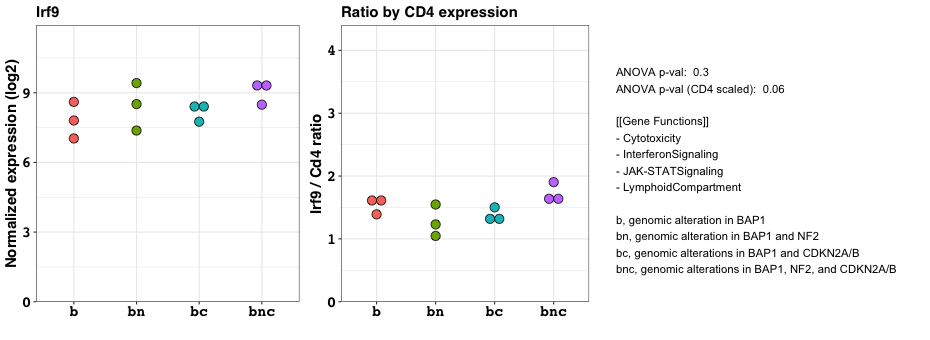 Irf9
Normalized expression (log2)
9
6
3
0
b bn bc bnc
Ratio by CD4 expression
Irf9 / Cd4 ratio
4
3
2
1
0
b bn bc bnc
ANOVA p-val: 0.3
ANOVA p-val (CD4 scaled): 0.06
[[Gene Functions]]
- Cytotoxicity
- InterferonSignaling
- JAK-STATSignaling
- LymphoidCompartment
b, genomic alteration in BAP1
bn, genomic alteration in BAP1 and NF2
bc, genomic alterations in BAP1 and CDKN2A/B
bnc, genomic alterations in BAP1, NF2, and CDKN2A/B